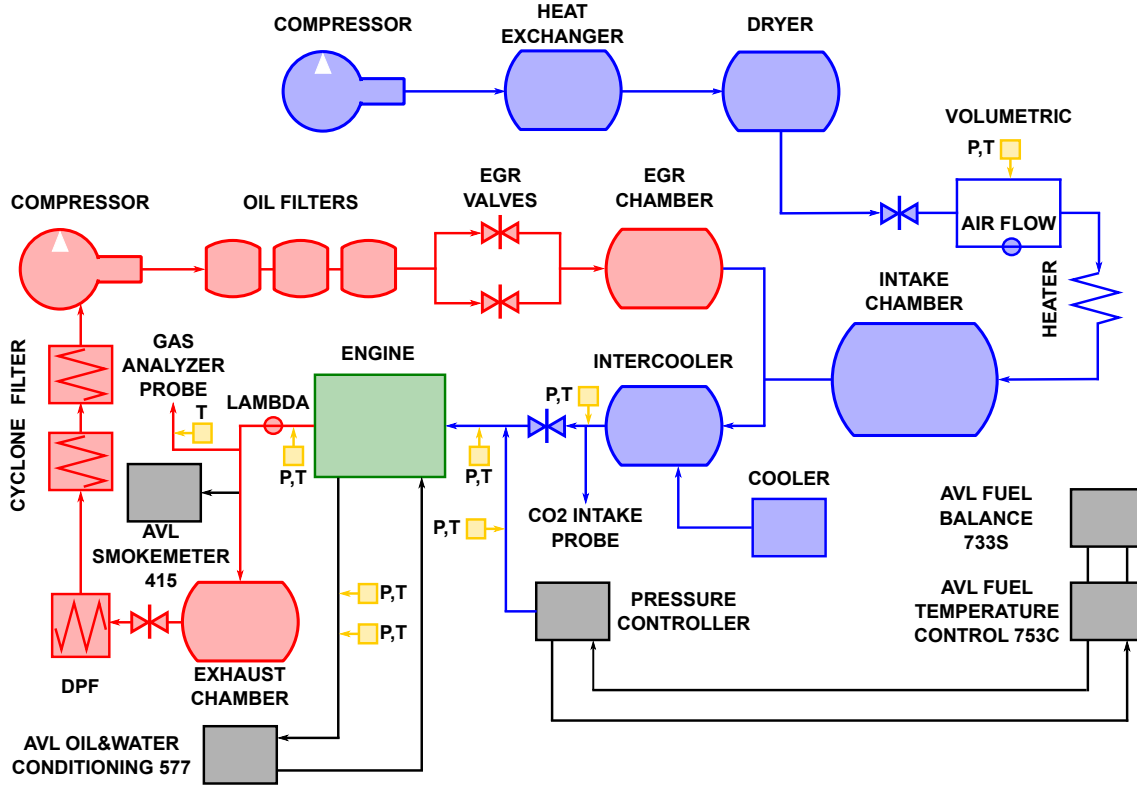 COMPRESSOR
HEAT
EXCHANGER
DRYER
VOLUMETRIC
P,T
AIR FLOW
HEATER
COMPRESSOR
OIL FILTERS
EGR
VALVES
EGR
CHAMBER
INTAKE
CHAMBER
CYCLONE FILTER
GAS
ANALYZER
PROBE
T
LAMBDA
P,T
ENGINE
P,T
P,T
P,T
INTERCOOLER
CO2 INTAKE
PROBE
COOLER
AVL
SMOKEMETER
415
AVL FUEL
BALANCE
733S
AVL FUEL
TEMPERATURE
CONTROL 753C
PRESSURE
CONTROLLER
P,T
P,T
DPF
EXHAUST
CHAMBER
AVL OIL&WATER
CONDITIONING 577